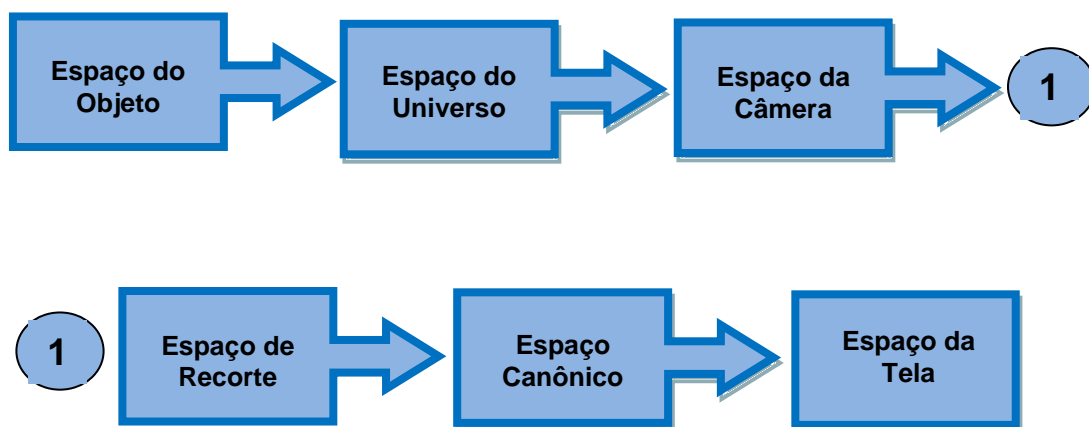 Espaço do
Objeto
Espaço do
Universo
Espaço da
Câmera
1
1
Espaço de
Recorte
Espaço
Canônico
Espaço da
Tela